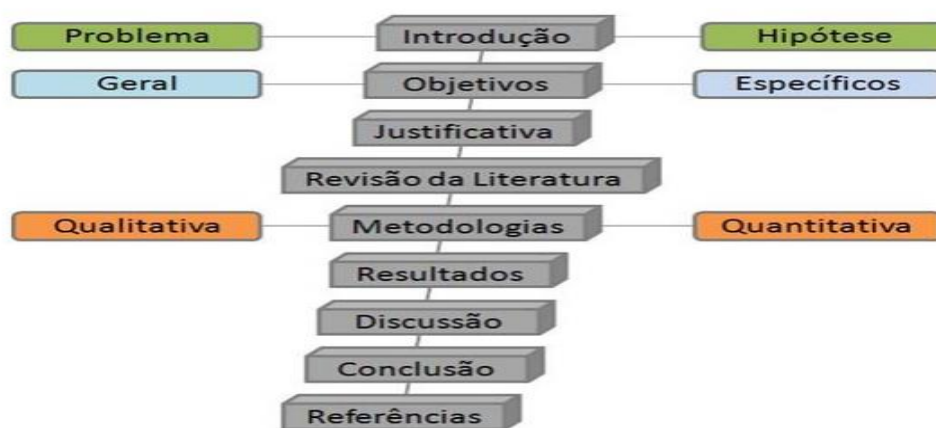 Problema Introdução Hipótese
Geral Objetivos Específicos
Justificativa
Revisão da Literatura
Qualitativa Metodologias Quantitativa
Resultados
Discussão
Conclusão
Referências